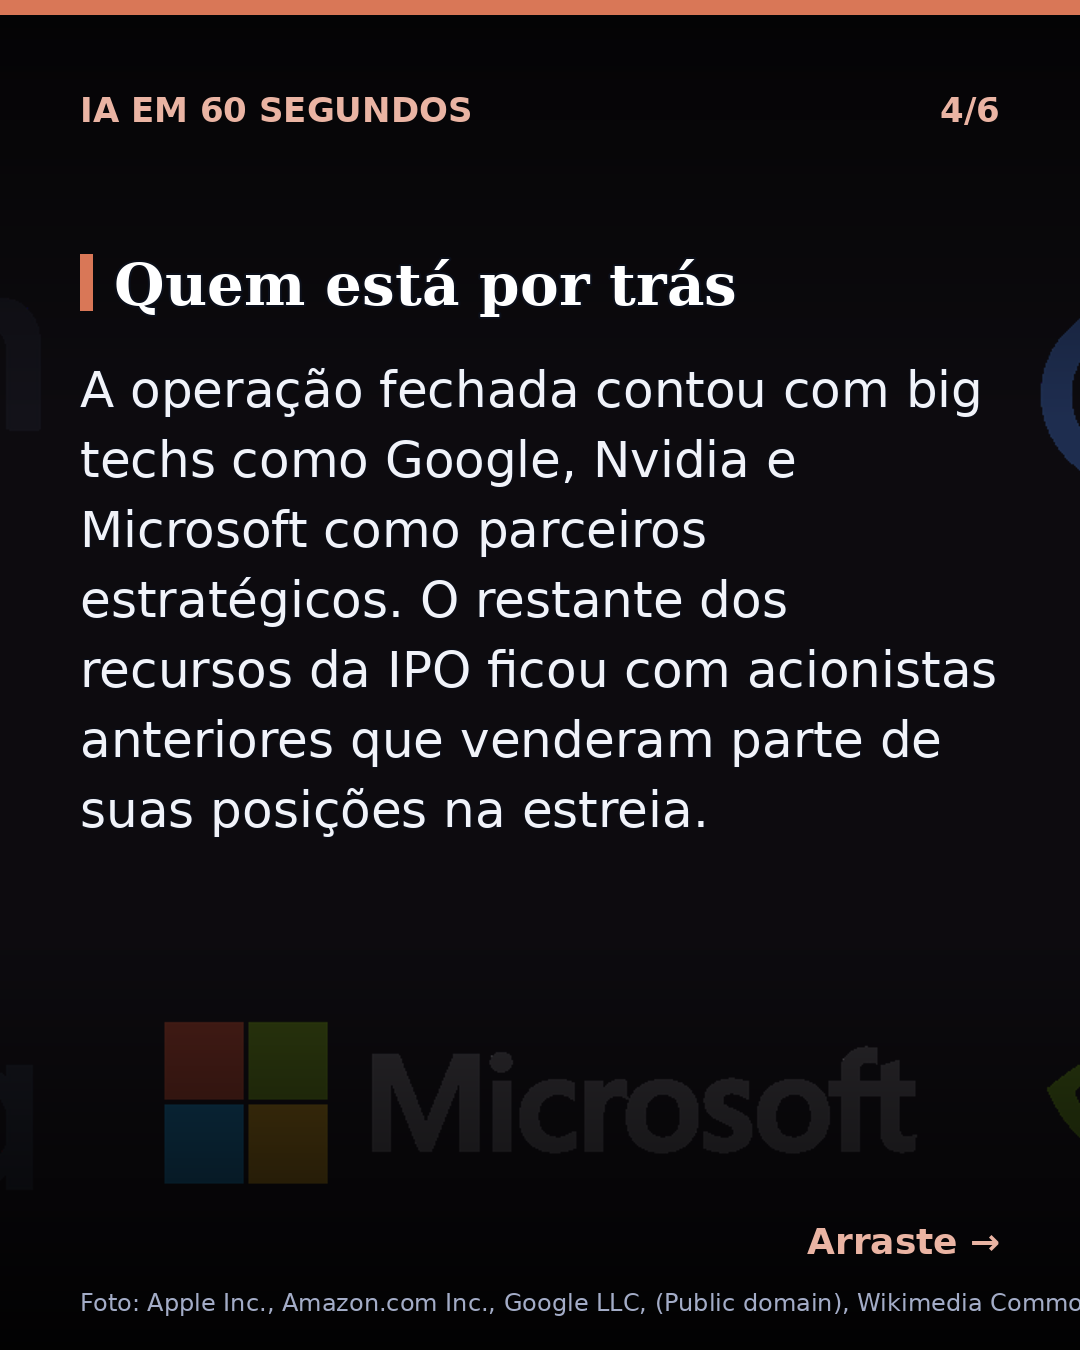 IA EM 60 SEGUNDOS 4/6
Quem está por trás
A operação fechada contou com big
techs como Google, Nvidia e
Microsoft como parceiros
estratégicos. O restante dos
recursos da IPO ficou com acionistas
anteriores que venderam parte de
suas posições na estreia.
Microsoft
Arraste →
Foto: Apple Inc., Amazon.com Inc., Google LLC, (Public domain), Wikimedia Commo